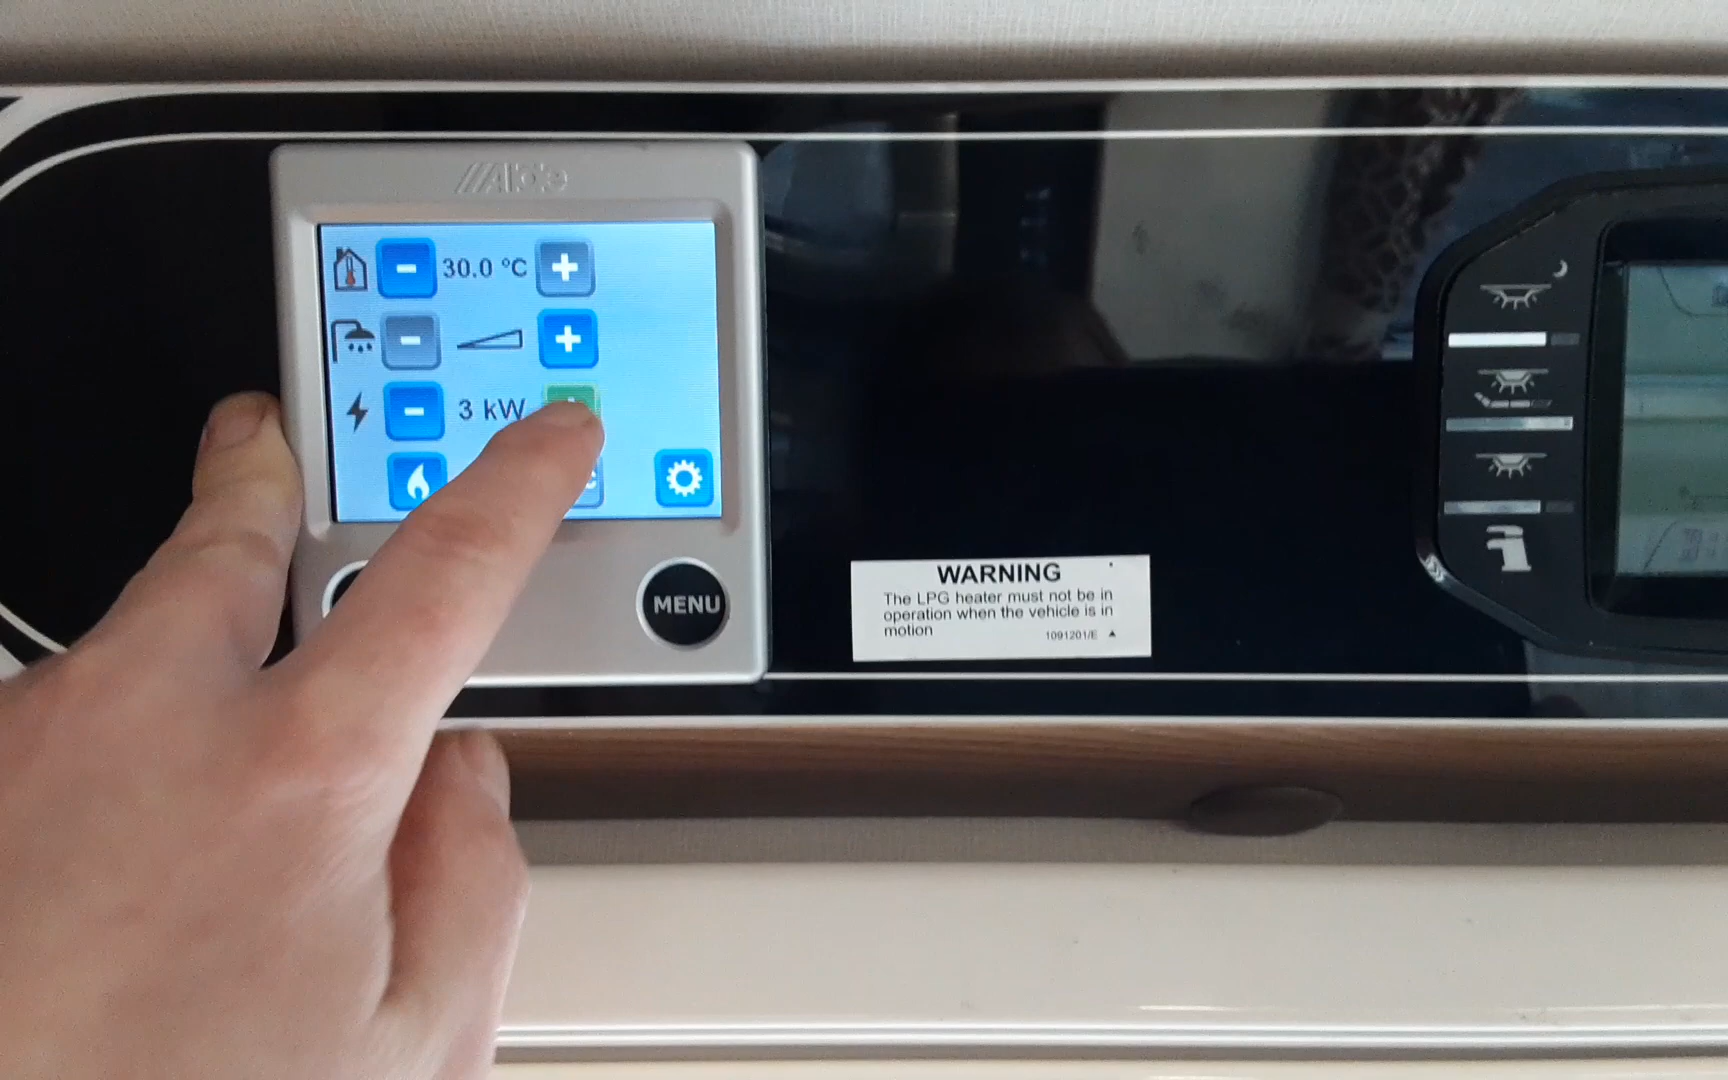 Alde
30.0 °C
3 kW
MENU
WARNING
The LPG heater must not be in
operation when the vehicle is in
motion
1091201/E